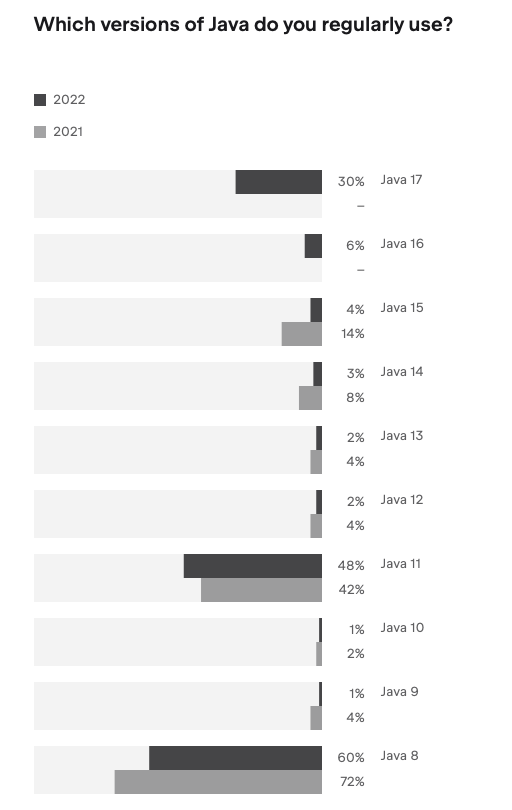 Which versions of Java do you regularly use?
2022
2021
30% Java 17
–
6% Java 16
–
4% Java 15
14%
3% Java 14
8%
2% Java 13
4%
2% Java 12
4%
48% Java 11
42%
1% Java 10
2%
1% Java 9
4%
60% Java 8
72%